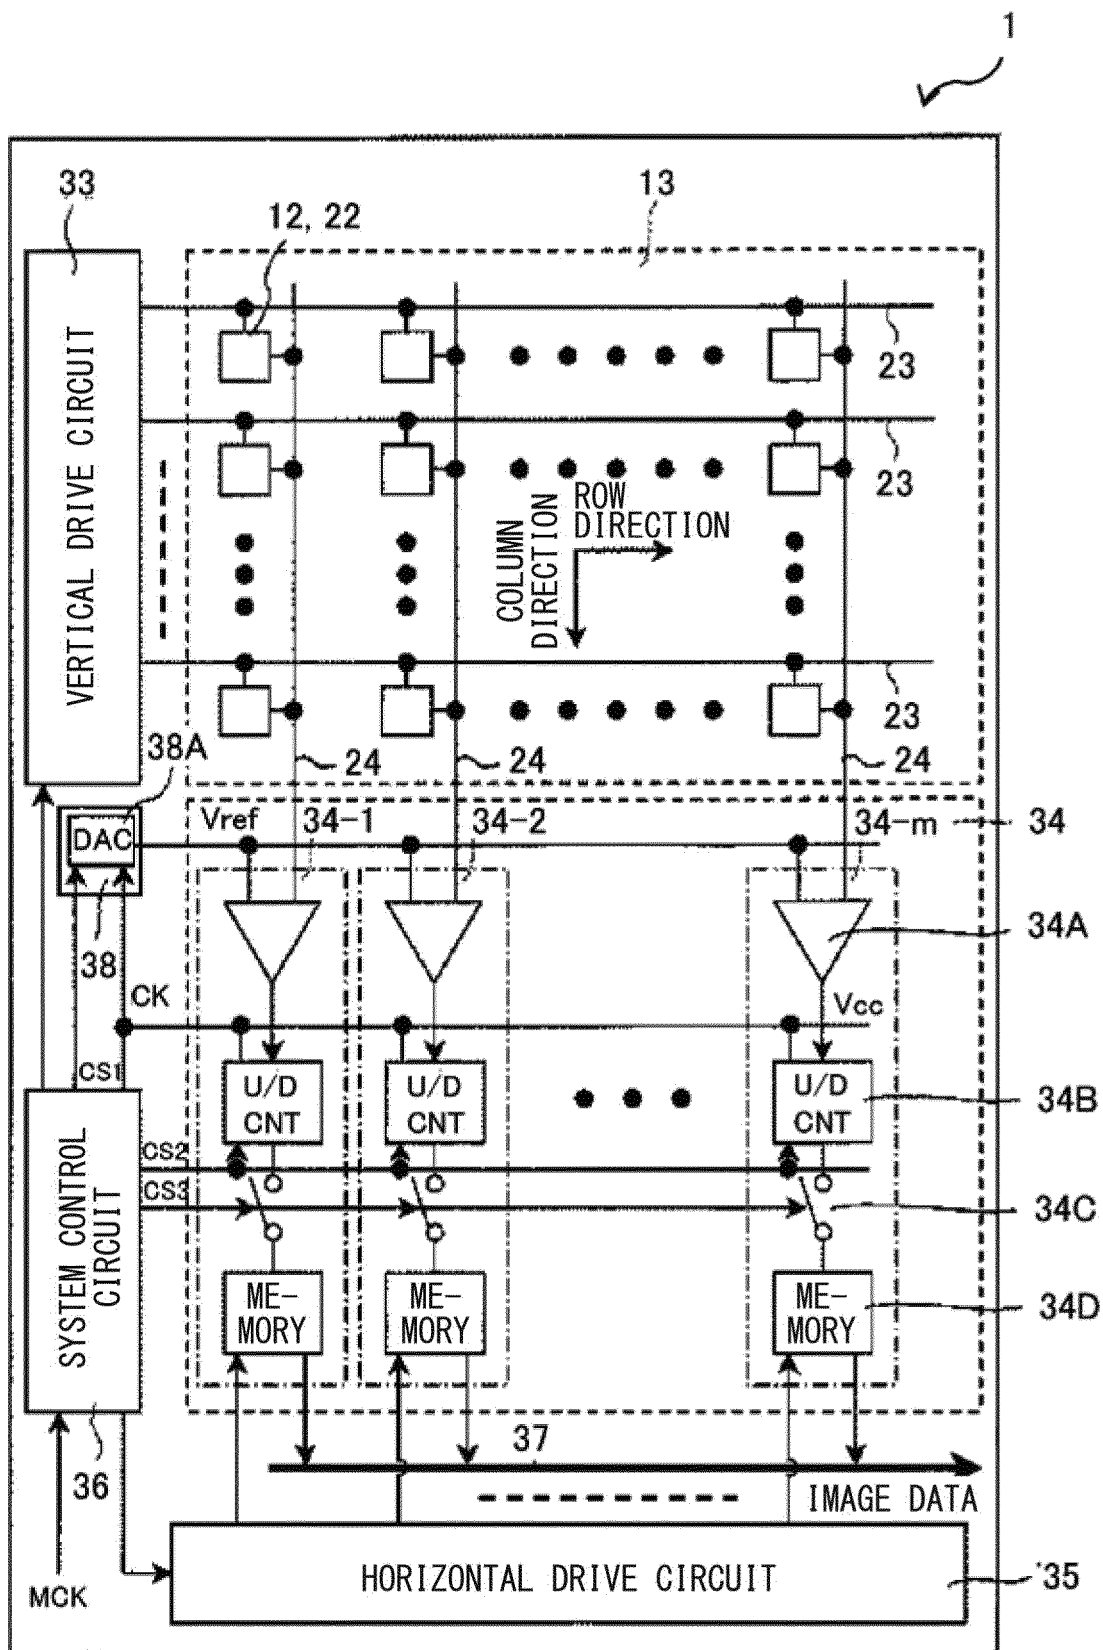 1
33
12, 22
13
VERTICAL DRIVE CIRCUIT
23
23
ROW
DIRECTION
COLUMN
DIRECTION
23
38A
24
24
24
DAC
Vref
34-1
34-2
34-m
34
38
34A
CK
Vcc
CS1
U/D
CNT
U/D
CNT
U/D
CNT
34B
CS2
CS3
34C
SYSTEM CONTROL
CIRCUIT
ME-
MORY
ME-
MORY
ME-
MORY
34D
36
37
IMAGE DATA
MCK
HORIZONTAL DRIVE CIRCUIT
35